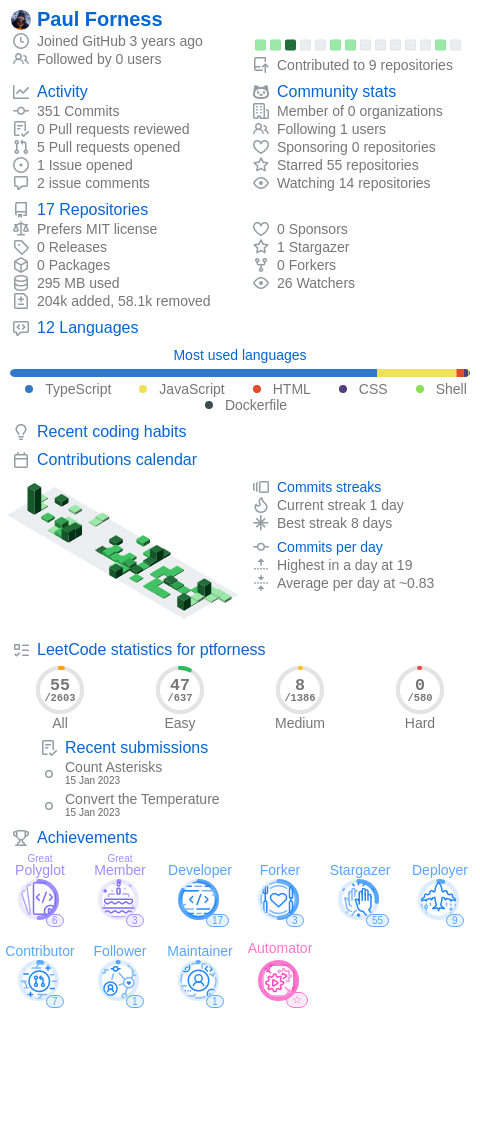 Paul Forness
Joined GitHub 3 years ago
Followed by 0 users
Contributed to 9 repositories
Activity
351 Commits
0 Pull requests reviewed
5 Pull requests opened
1 Issue opened
2 issue comments
Community stats
Member of 0 organizations
Following 1 users
Sponsoring 0 repositories
Starred 55 repositories
Watching 14 repositories
17 Repositories
Prefers MIT license
0 Releases
0 Packages
295 MB used
204k added, 58.1k removed
0 Sponsors
1 Stargazer
0 Forkers
26 Watchers
12 Languages
Most used languages
TypeScript JavaScript HTML CSS Shell
Dockerfile
Recent coding habits
Contributions calendar
Commits streaks
Current streak 1 day
Best streak 8 days
Commits per day
Highest in a day at 19
Average per day at ~0.83
LeetCode statistics for ptforness
55 47 8 0
/2603 /637 /1386 /580
All Easy Medium Hard
Recent submissions
Count Asterisks
15 Jan 2023
Convert the Temperature
15 Jan 2023
Achievements
Great Great
Polyglot Member Developer Forker Stargazer Deployer
6 3 17 3 55 9
Contributor Follower Maintainer Automator
7 1 1 ☆